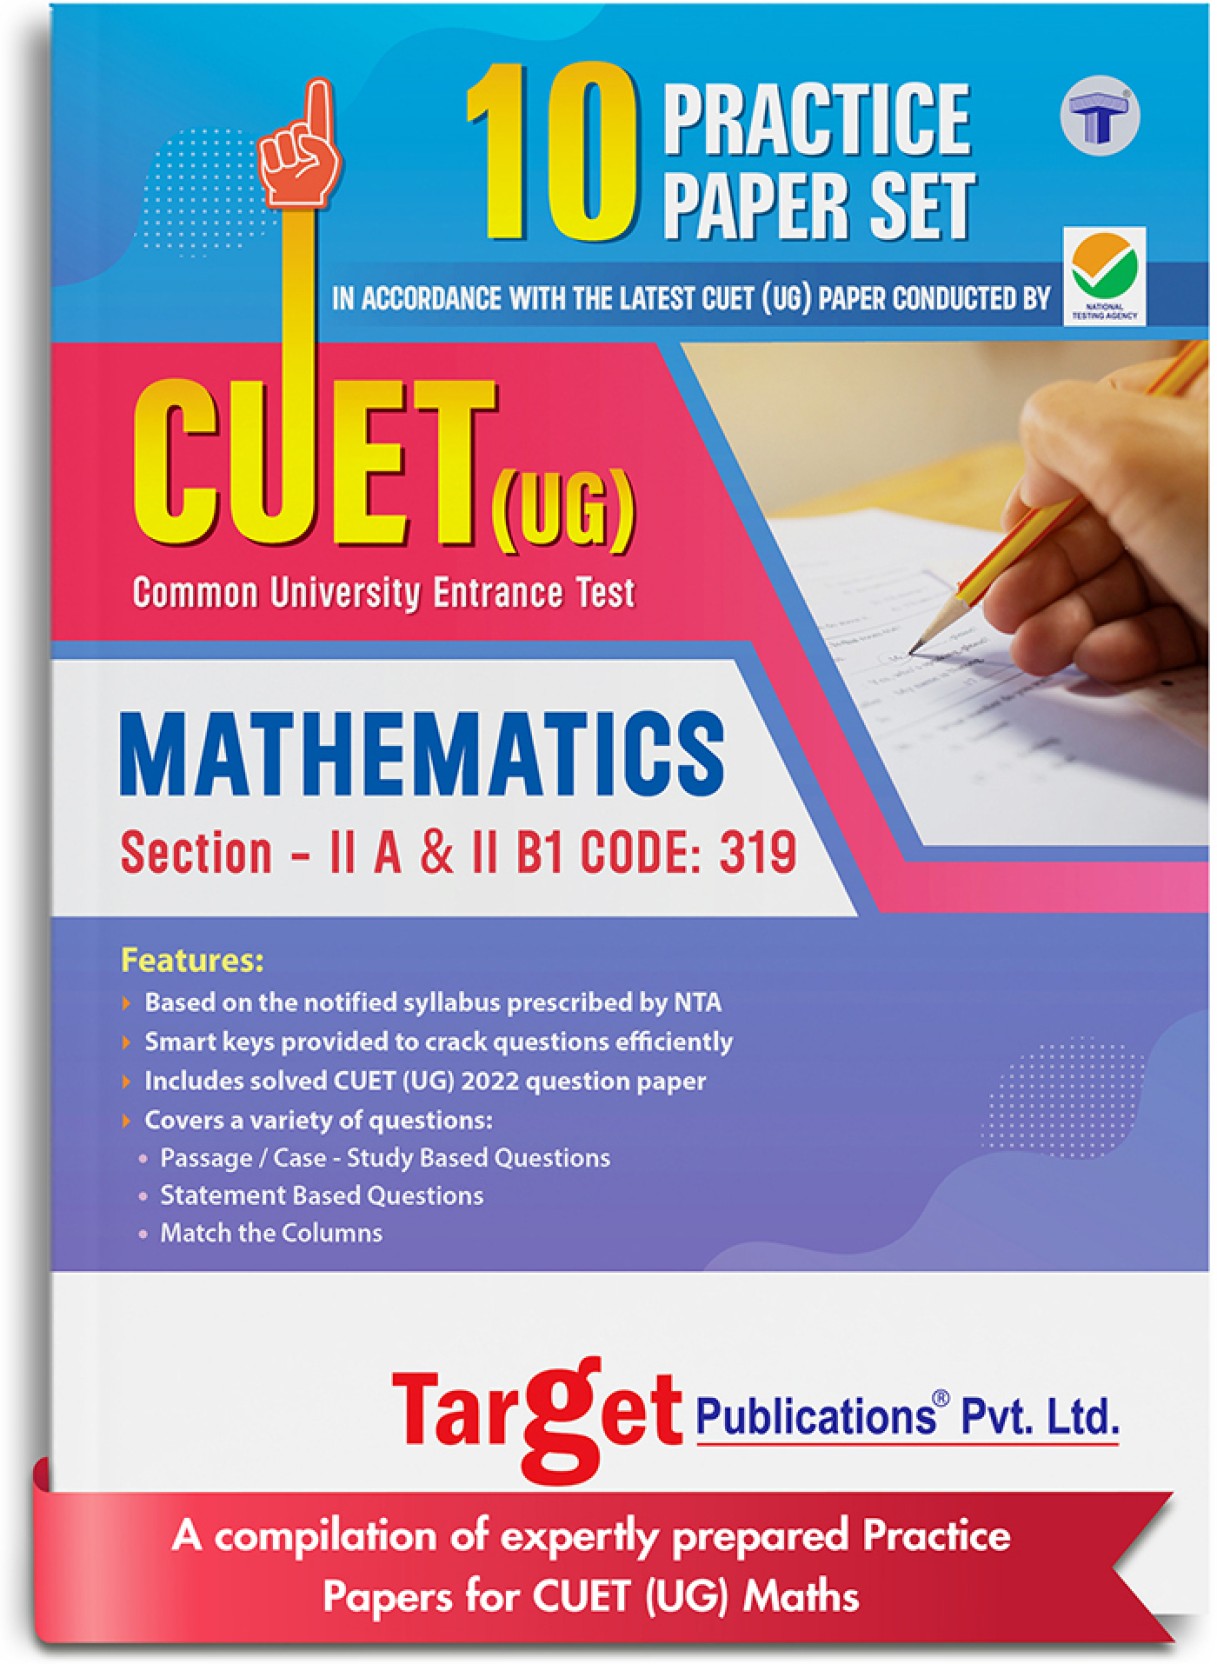 10 PRACTICE
PAPER SET
IN ACCORDANCE WITH THE LATEST CUET (UG) PAPER CONDUCTED BY
NATIONAL
TESTING AGENCY
CUET (UG)
Common University Entrance Test
MATHEMATICS
Section - II A & II B1 CODE: 319
Features:
Based on the notified syllabus prescribed by NTA
Smart keys provided to crack questions efficiently
Includes solved CUET (UG) 2022 question paper
Covers a variety of questions:
• Passage / Case - Study Based Questions
• Statement Based Questions
• Match the Columns
Target Publications® Pvt. Ltd.
A compilation of expertly prepared Practice
Papers for CUET (UG) Maths